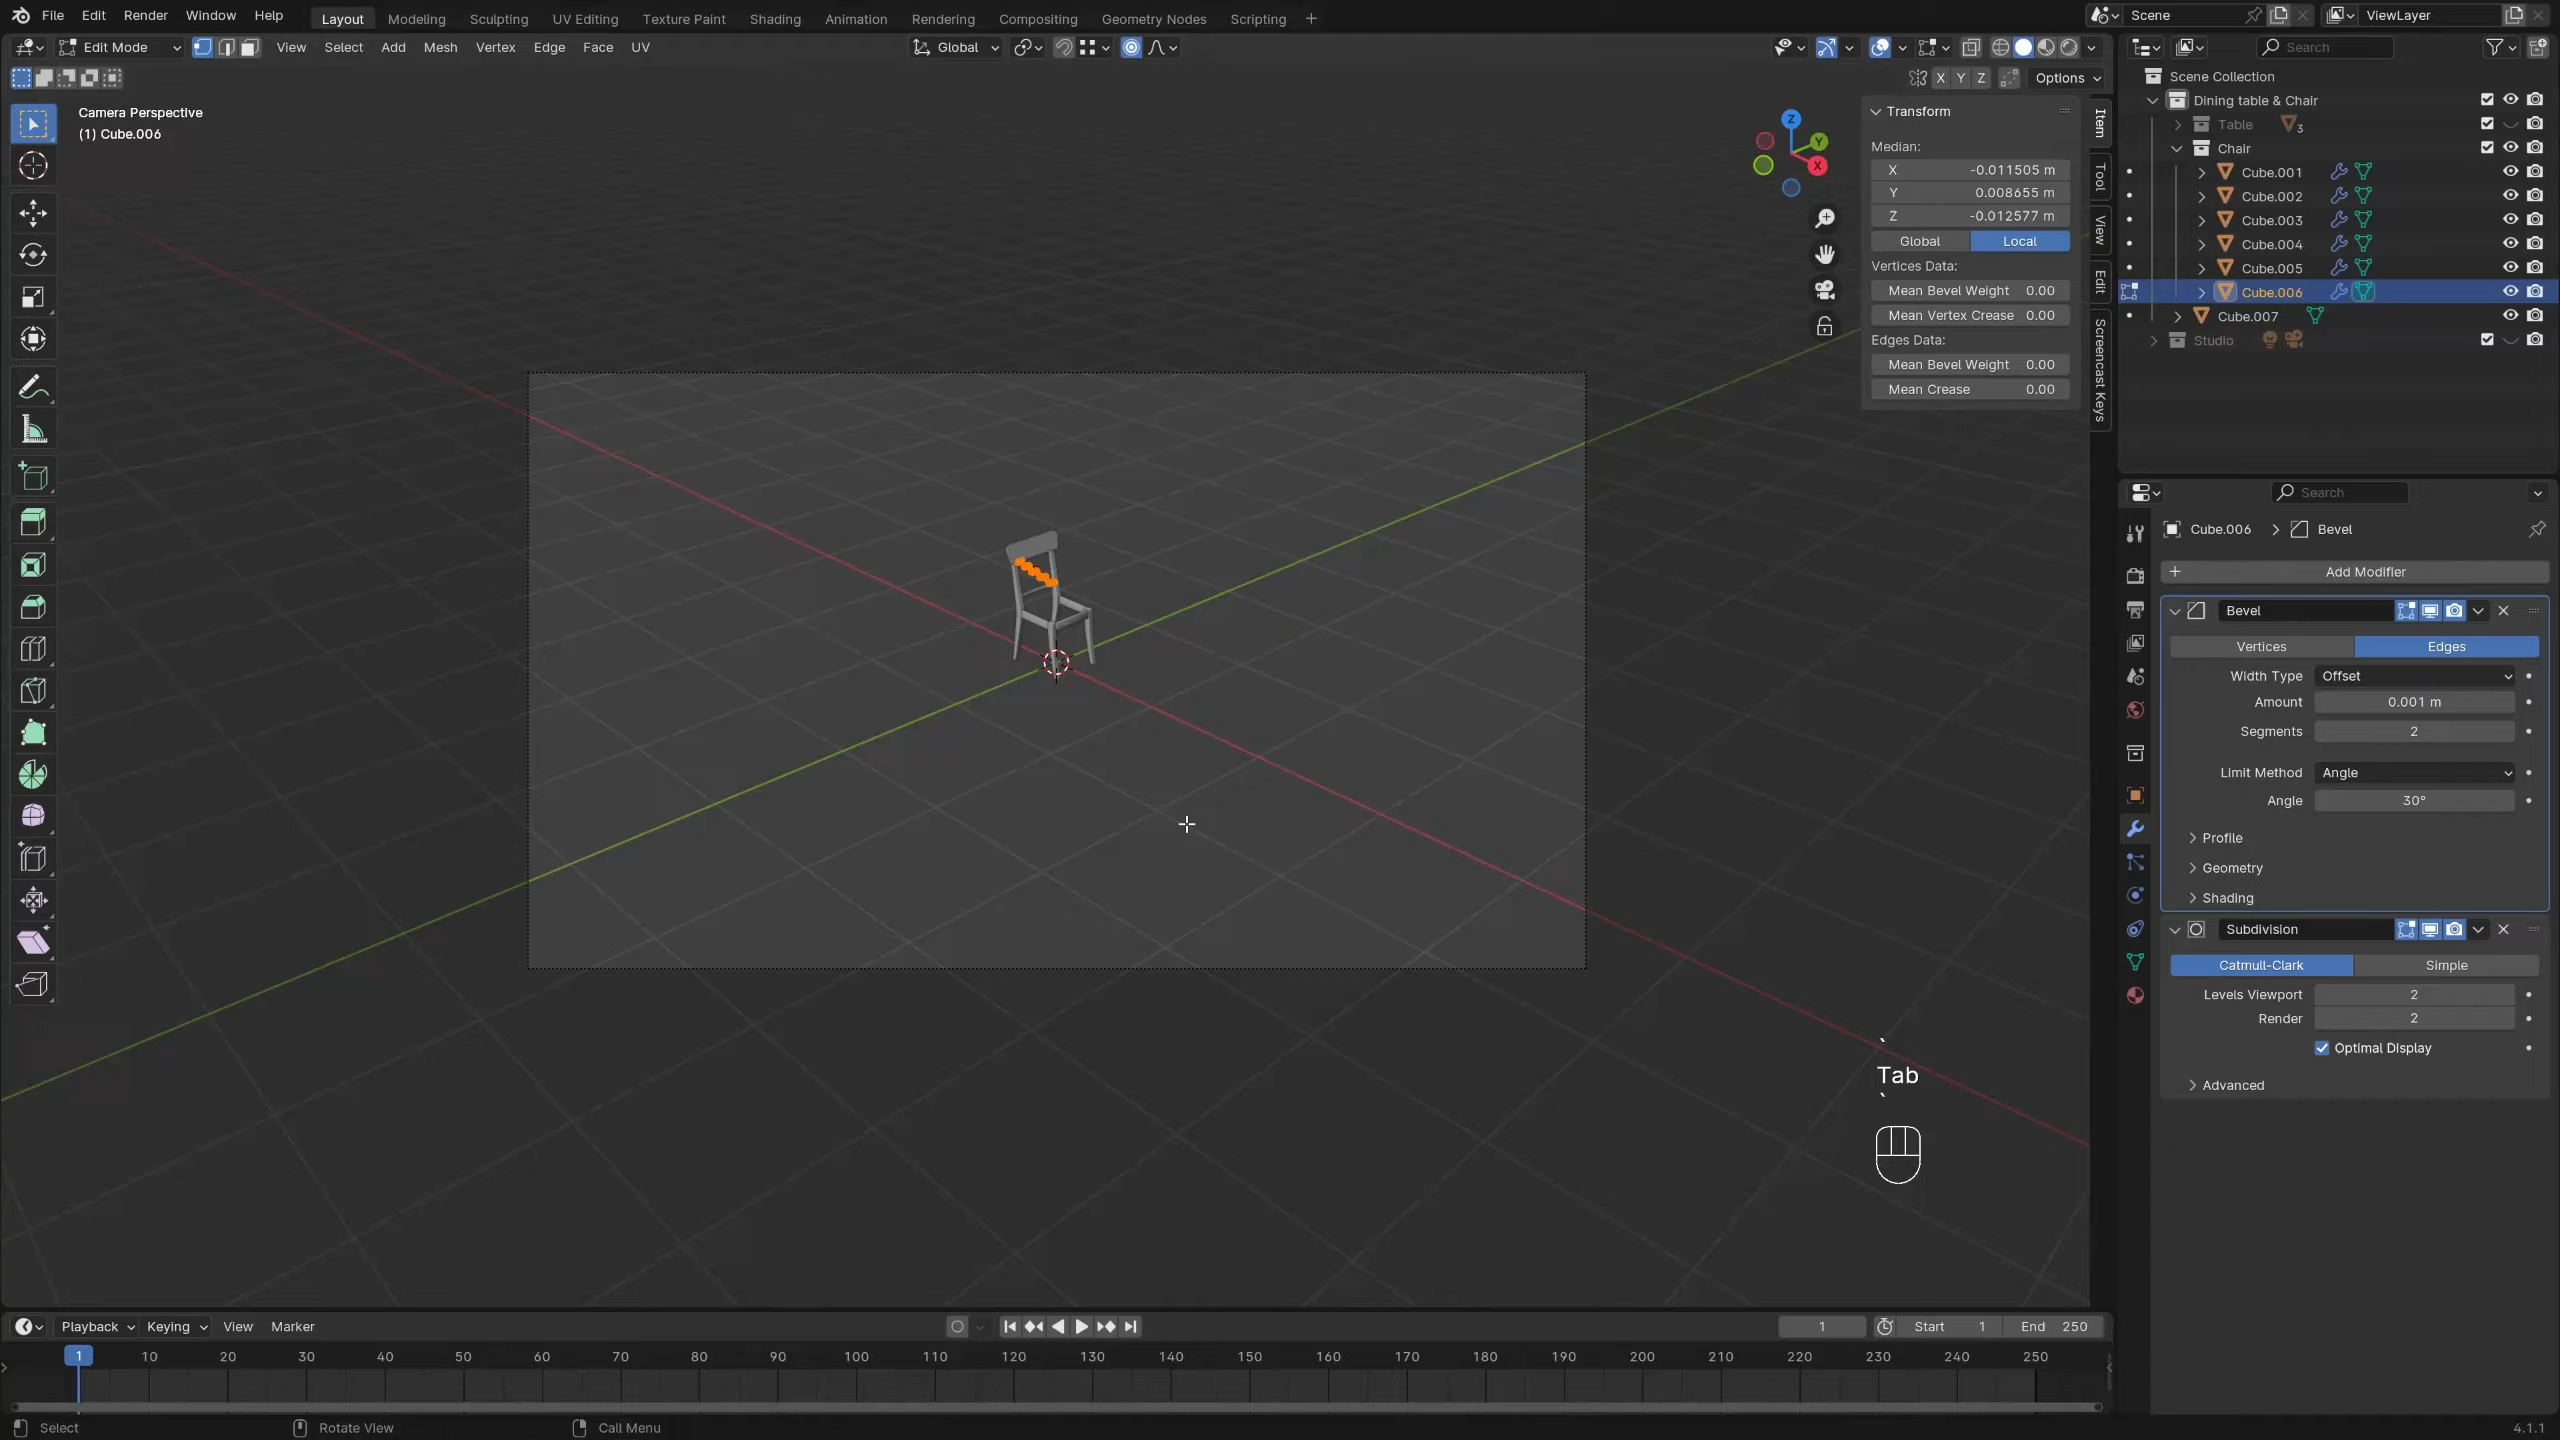 File Edit Render Window Help Layout Modeling Sculpting UV Editing Texture Paint Shading Animation Rendering Compositing Geometry Nodes Scripting + Scene ViewLayer
Edit Mode View Select Add Mesh Vertex Edge Face UV Global Search
X Y Z Options
Camera Perspective
(1) Cube.006
Z
Y
X
Transform
Median:
X -0.011505 m
Y 0.008655 m
Z -0.012577 m
Global Local
Vertices Data:
Mean Bevel Weight 0.00
Mean Vertex Crease 0.00
Edges Data:
Mean Bevel Weight 0.00
Mean Crease 0.00
Item
Tool
View
Edit
Screencast Keys
Scene Collection
Dining table & Chair
Table 3
Chair
Cube.001
Cube.002
Cube.003
Cube.004
Cube.005
Cube.006
Cube.007
Studio
Search
Cube.006 > Bevel
+ Add Modifier
Bevel
Vertices Edges
Width Type Offset
Amount 0.001 m
Segments 2
Limit Method Angle
Angle 30°
Profile
Geometry
Shading
Subdivision
Catmull-Clark Simple
Levels Viewport 2
Render 2
Optimal Display
Advanced
`
Tab
`
Playback Keying View Marker 1 Start 1 End 250
1 10 20 30 40 50 60 70 80 90 100 110 120 130 140 150 160 170 180 190 200 210 220 230 240 250
Select Rotate View Call Menu 4.1.1